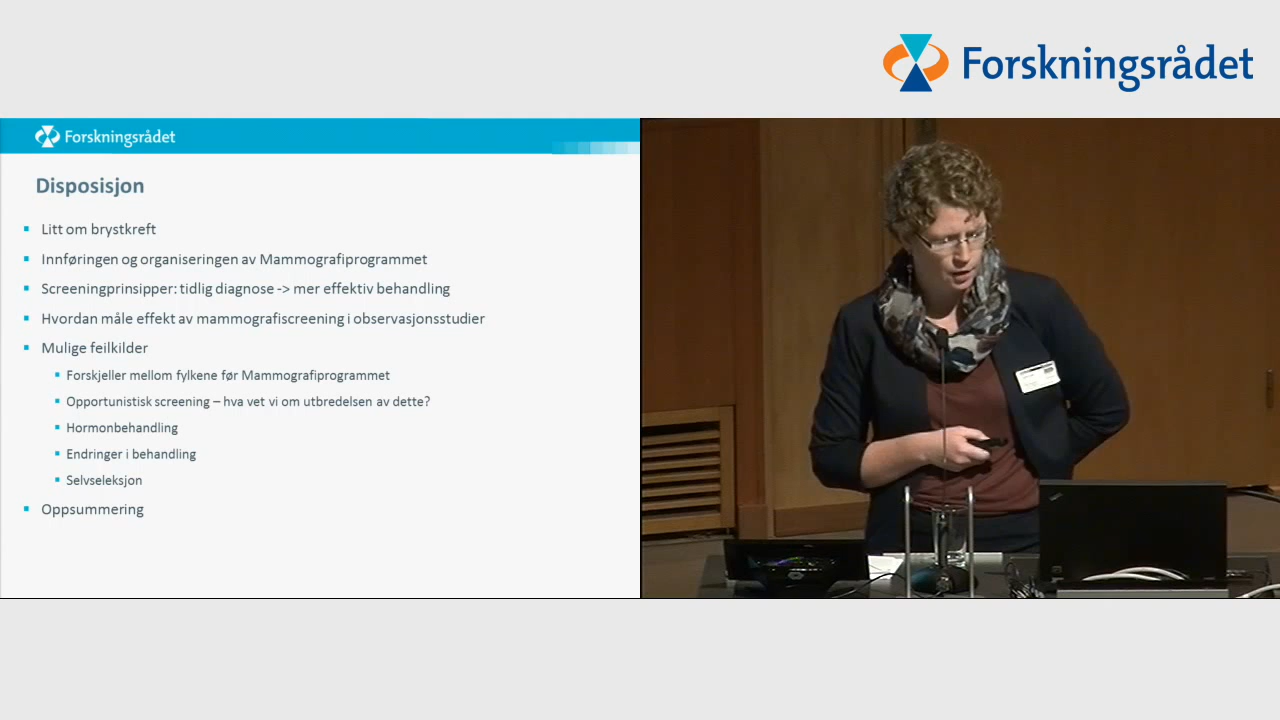 Forskningsrådet
Forskningsrådet
Disposisjon
Litt om brystkreft
Innføringen og organiseringen av Mammografiprogrammet
Screeningprinsipper: tidlig diagnose -> mer effektiv behandling
Hvordan måle effekt av mammografiscreening i observasjonsstudier
Mulige feilkilder
Forskjeller mellom fylkene før Mammografiprogrammet
Opportunistisk screening – hva vet vi om utbredelsen av dette?
Hormonbehandling
Endringer i behandling
Selvseleksjon
Oppsummering